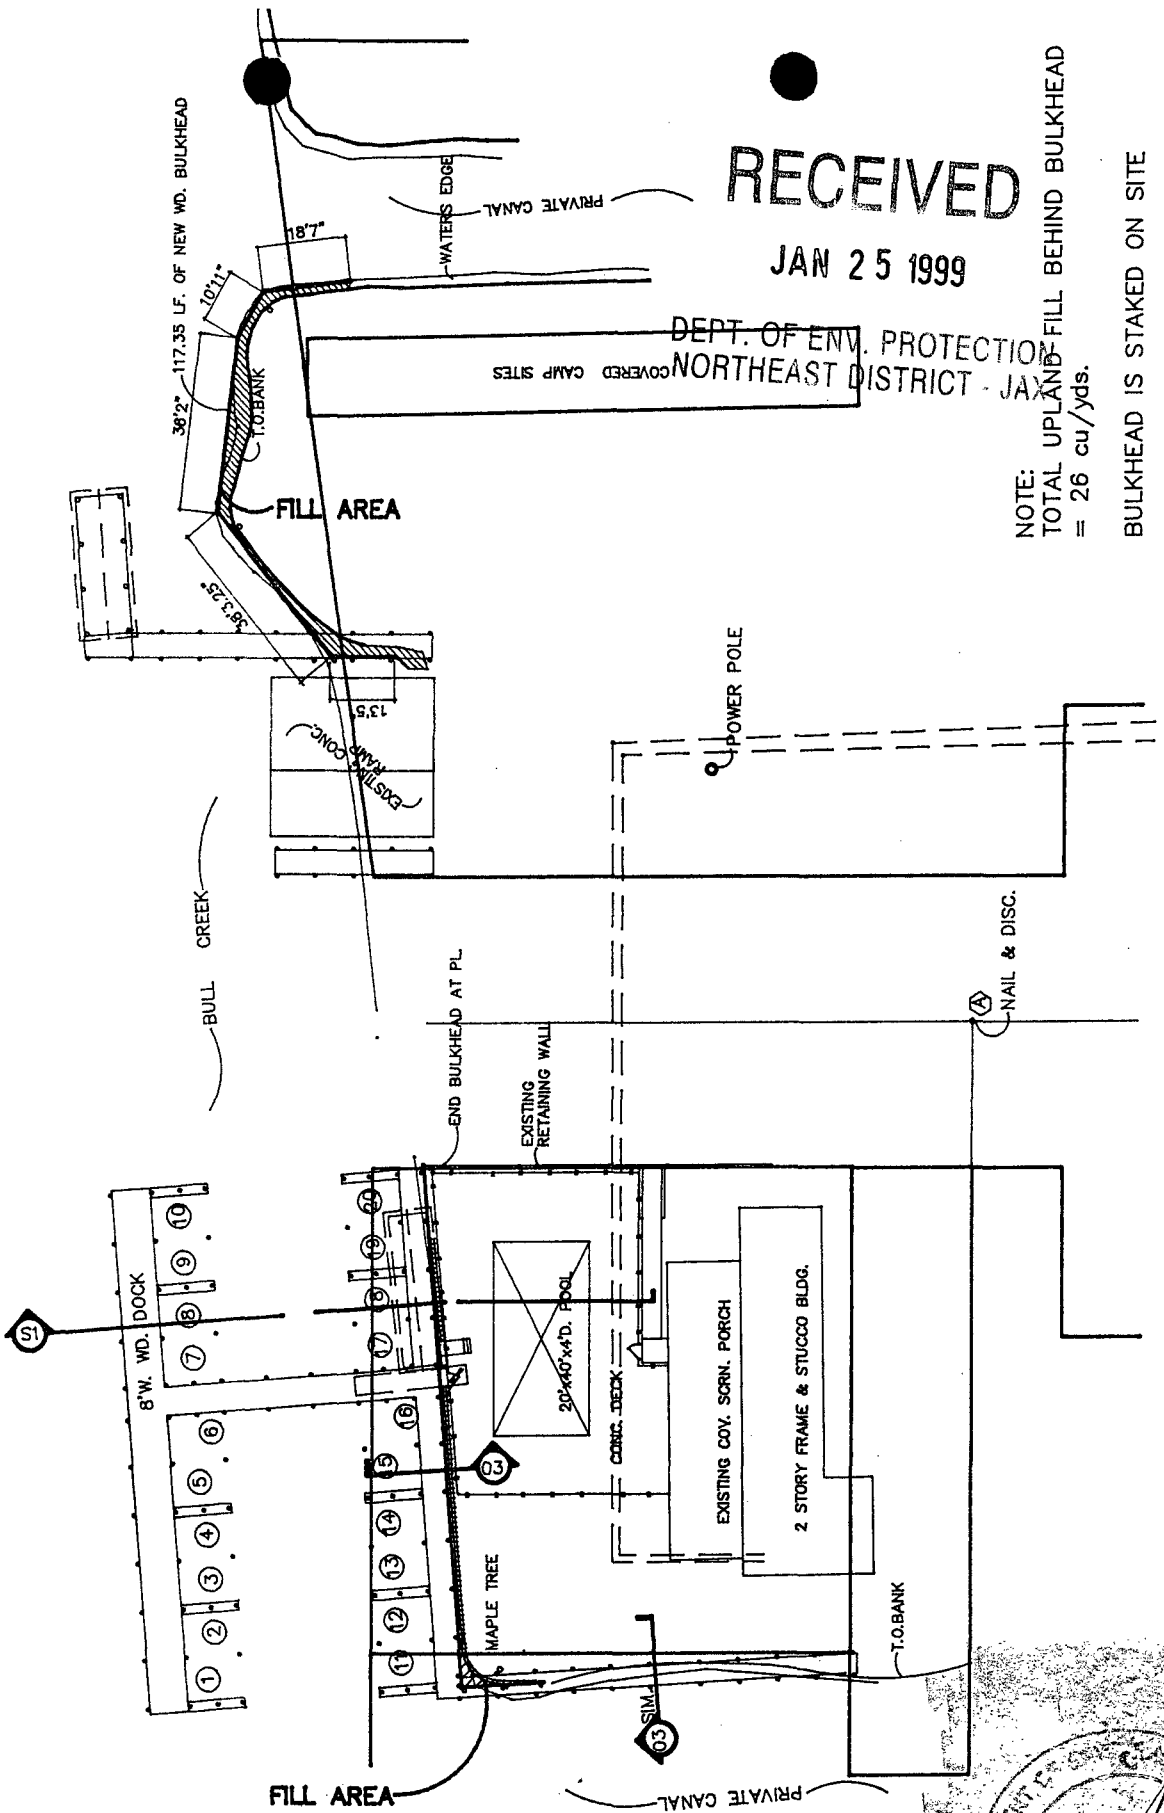 117.35 LF. OF NEW WD. BULKHEAD
18'7"
10'11"
36'2"
38'3.25"
13'5"
WATERS EDGE
PRIVATE CANAL
T.O.BANK
FILL AREA
COVERED CAMP SITES
RECEIVED
JAN 25 1999
DEPT. OF ENV. PROTECTION
NORTHEAST DISTRICT - JAX
NOTE:
TOTAL UPLAND FILL BEHIND BULKHEAD
= 26 cu/yds.
BULKHEAD IS STAKED ON SITE
EXISTING CONC.
RAMP
POWER POLE
BULL CREEK
END BULKHEAD AT PL.
EXISTING
RETAINING WALL
A
NAIL & DISC.
S1
8'W. WD. DOCK
1
2
3
4
5
6
7
8
9
10
11
12
13
14
15
16
17
18
19
20
03
20'x40'x4'D. POOL
CONC. DECK
EXISTING COV. SCRN. PORCH
2 STORY FRAME & STUCCO BLDG.
MAPLE TREE
T.O.BANK
SIM.
03
FILL AREA
PRIVATE CANAL